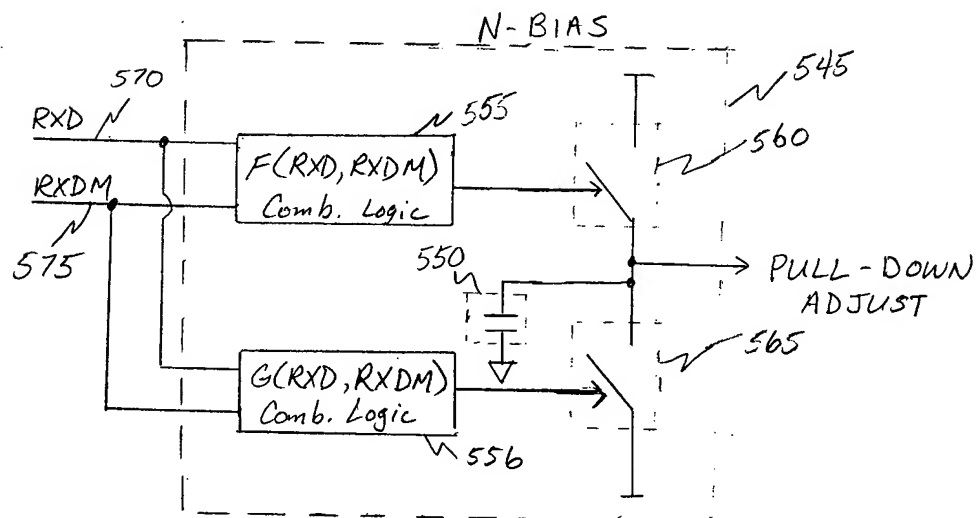 N-BIAS
545
570
RXD
555
560
F(RXD, RXDM)
Comb. Logic
RXDM
575
550
PULL-DOWN
ADJUST
565
G(RXD, RXDM)
Comb. Logic
556